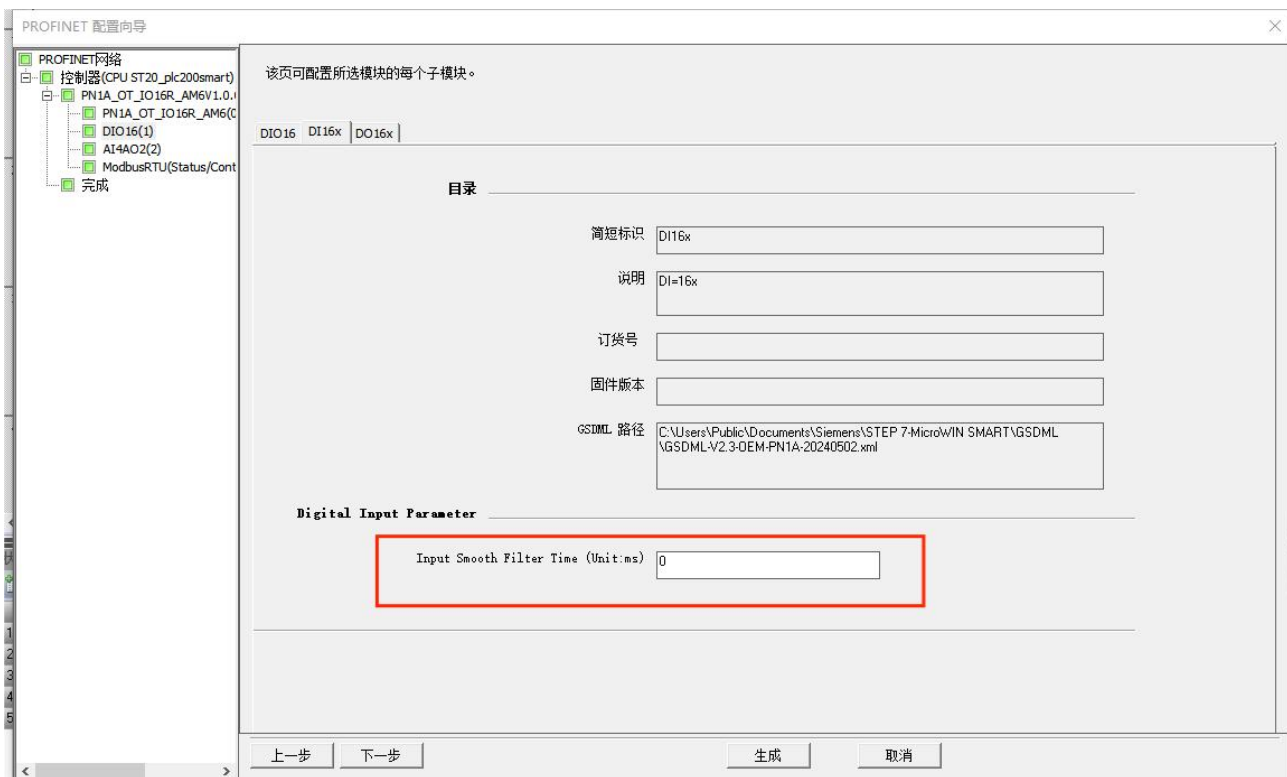 PROFINET 配置向导
PROFINET网络
控制器(CPU ST20_plc200smart)
PN1A_OT_IO16R_AM6V1.0.
PN1A_OT_IO16R_AM6(
DIO16(1)
AI4AO2(2)
ModbusRTU(Status/Cont
完成
该页可配置所选模块的每个子模块。
DIO16 DI16x DO16x
目录
简短标识 DI16x
说明 DI=16x
订货号
固件版本
GSDML 路径 C:\Users\Public\Documents\Siemens\STEP 7-MicroWIN SMART\GSDML
\GSDML-V2.3-OEM-PN1A-20240502.xml
Digital Input Parameter
Input Smooth Filter Time (Unit:ms) 0
1
2
3
4
5
上一步 下一步 生成 取消